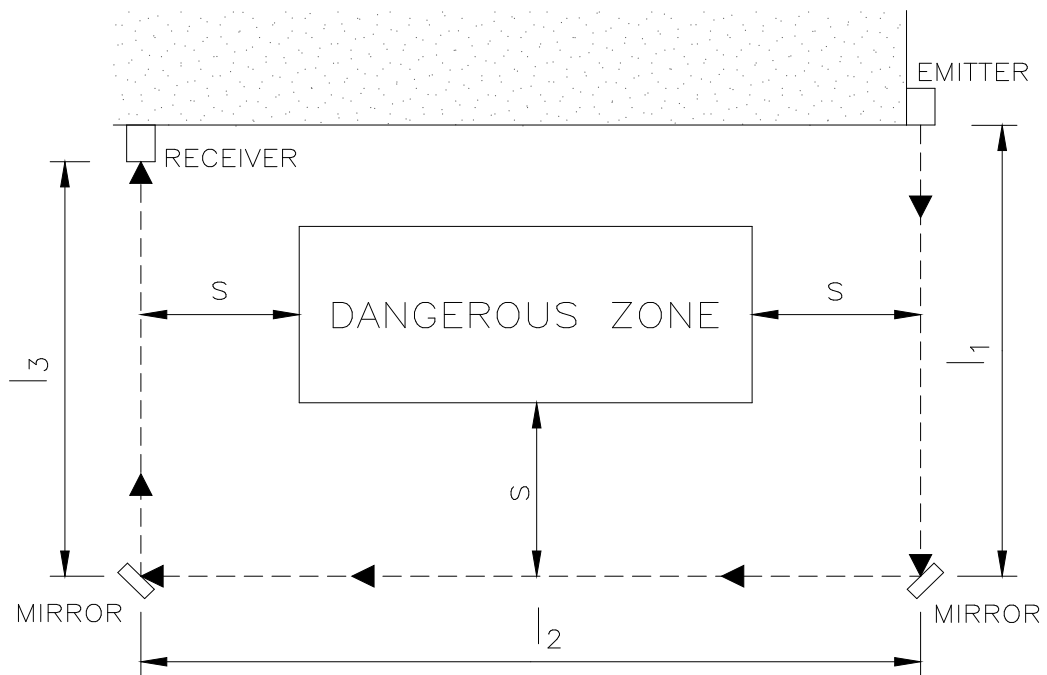 EMITTER
RECEIVER
S
S
DANGEROUS ZONE
l3
l1
S
MIRROR
MIRROR
l2